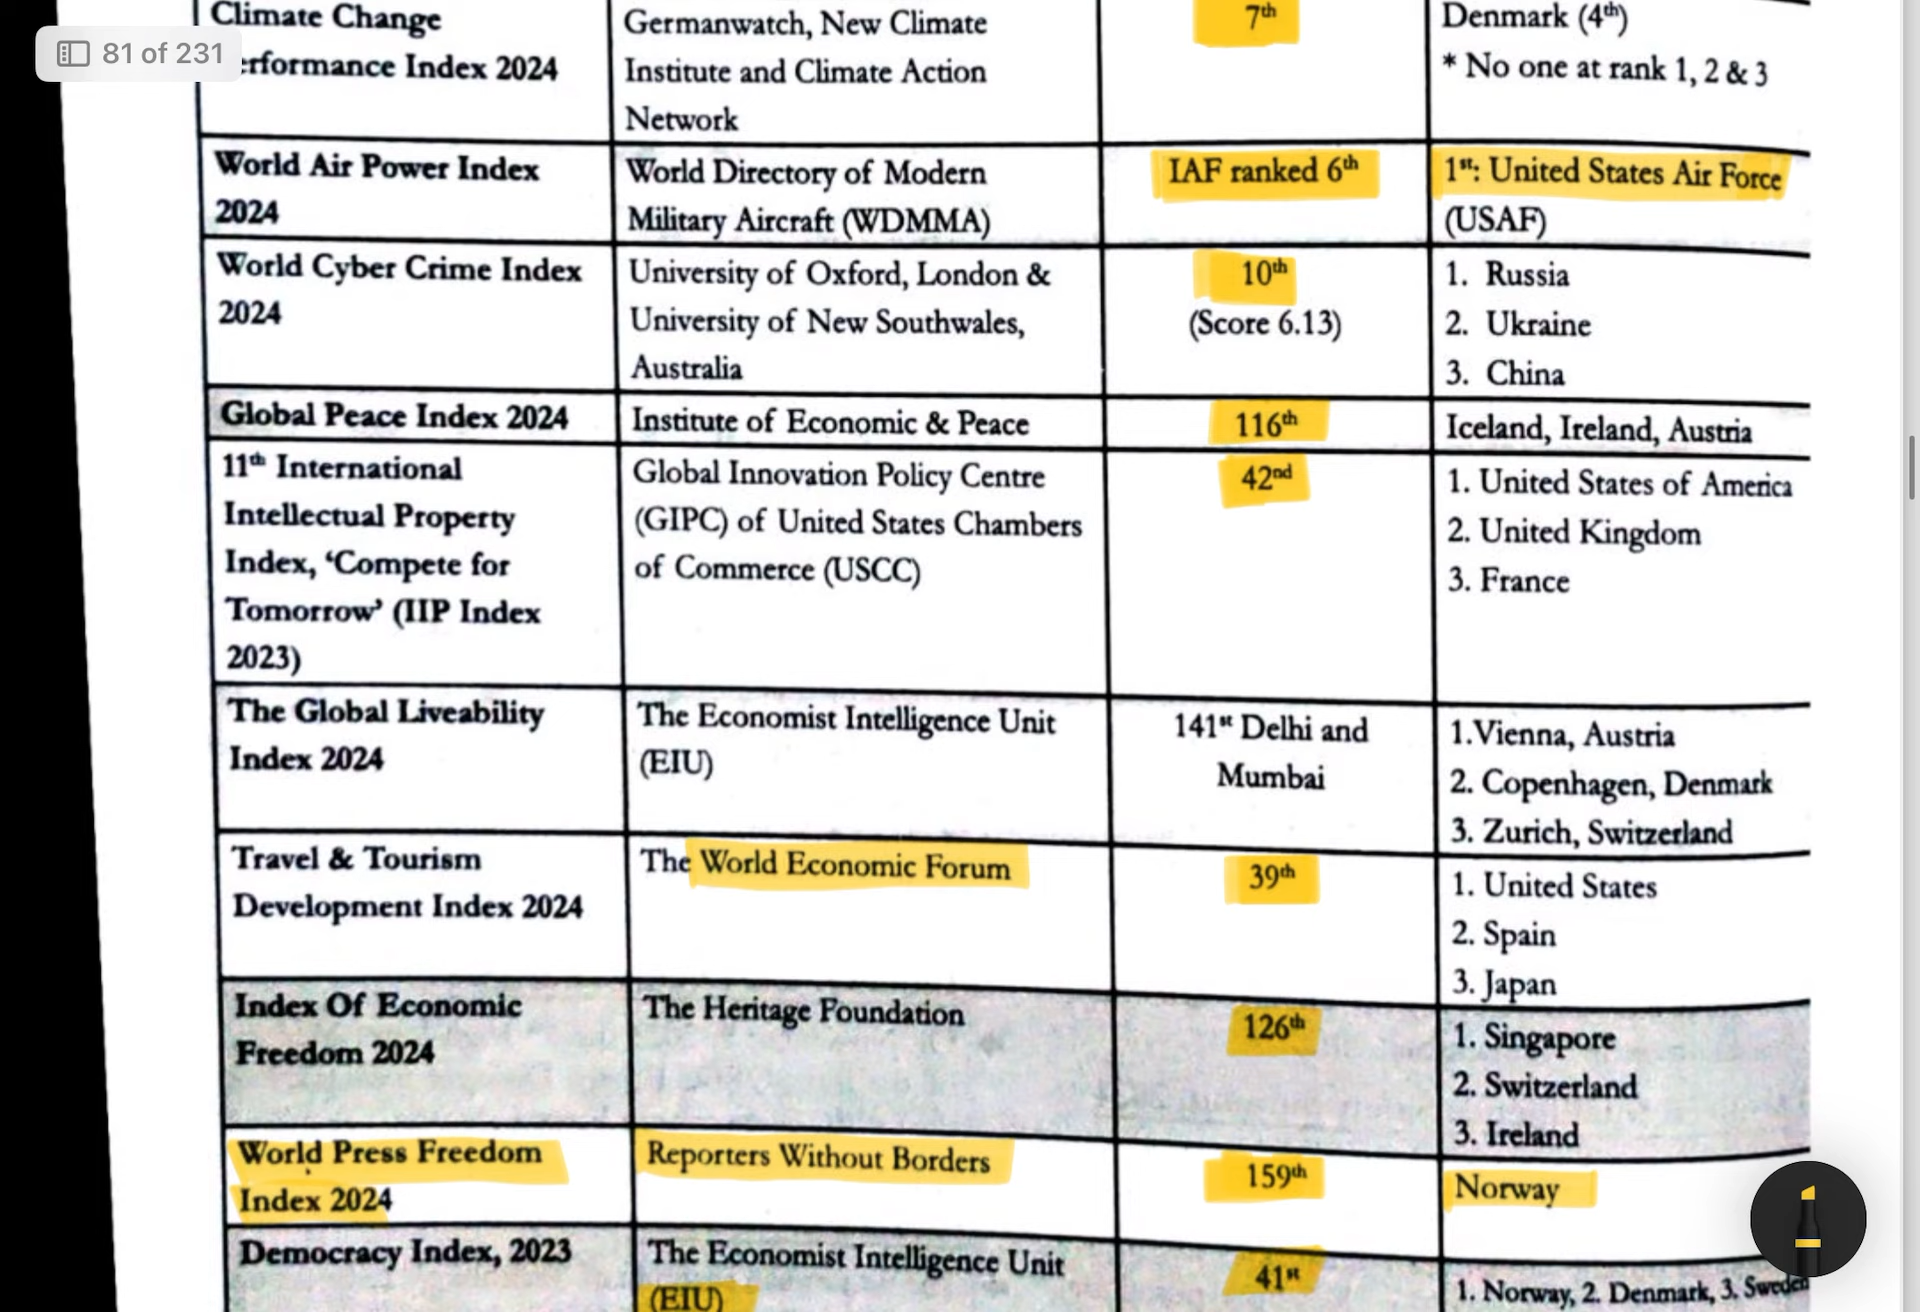 81 of 231
Climate Change
erformance Index 2024
Germanwatch, New Climate
Institute and Climate Action
Network
7th
Denmark (4th)
* No one at rank 1, 2 & 3
World Air Power Index
2024
World Directory of Modern
Military Aircraft (WDMMA)
IAF ranked 6th
1st: United States Air Force
(USAF)
World Cyber Crime Index
2024
University of Oxford, London &
University of New Southwales,
Australia
10th
(Score 6.13)
1. Russia
2. Ukraine
3. China
Global Peace Index 2024
Institute of Economic & Peace
116th
Iceland, Ireland, Austria
11th International
Intellectual Property
Index, ‘Compete for
Tomorrow’ (IIP Index
2023)
Global Innovation Policy Centre
(GIPC) of United States Chambers
of Commerce (USCC)
42nd
1. United States of America
2. United Kingdom
3. France
The Global Liveability
Index 2024
The Economist Intelligence Unit
(EIU)
141st Delhi and
Mumbai
1.Vienna, Austria
2. Copenhagen, Denmark
3. Zurich, Switzerland
Travel & Tourism
Development Index 2024
The World Economic Forum
39th
1. United States
2. Spain
3. Japan
Index Of Economic
Freedom 2024
The Heritage Foundation
126th
1. Singapore
2. Switzerland
3. Ireland
World Press Freedom
Index 2024
Reporters Without Borders
159th
Norway
Democracy Index, 2023
The Economist Intelligence Unit
(EIU)
41st
1. Norway, 2. Denmark, 3. Sweden